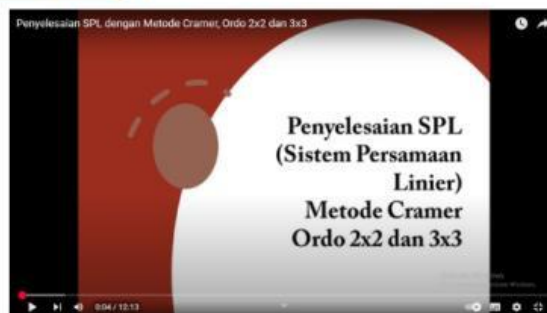 Penyelesaian SPL dengan Metode Cramer, Ordo 2x2 dan 3x3
Penyelesaian SPL
(Sistem Persamaan
Linier)
Metode Cramer
Ordo 2x2 dan 3x3
0:04 / 12:13